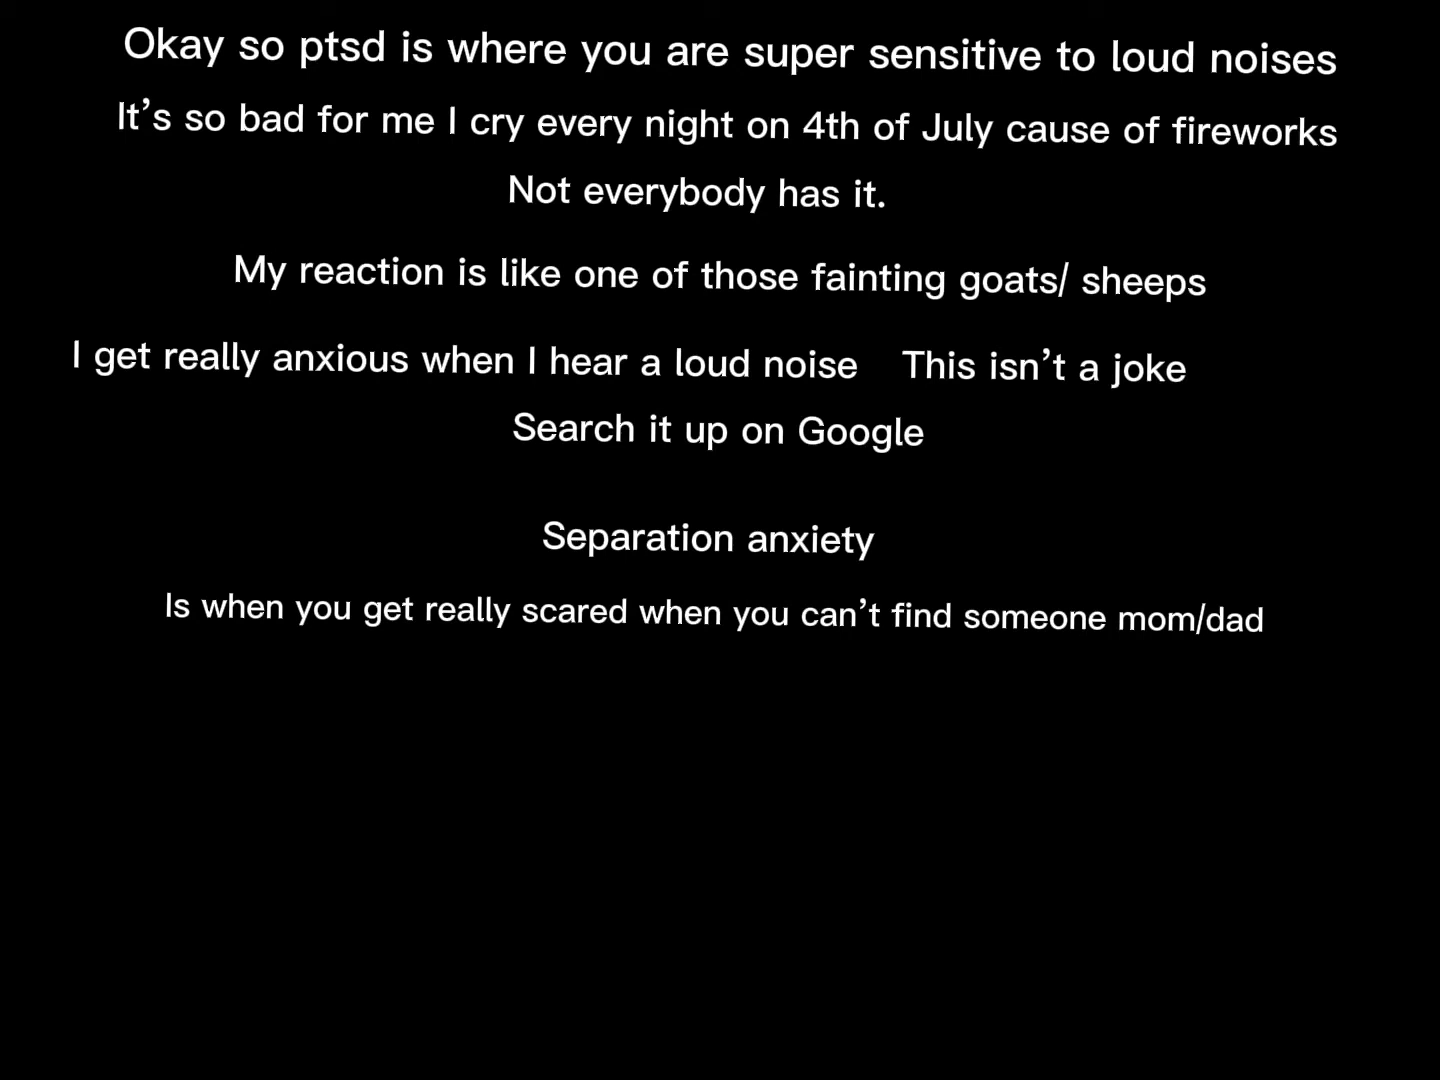 Okay so ptsd is where you are super sensitive to loud noises
It’s so bad for me I cry every night on 4th of July cause of fireworks
Not everybody has it.
My reaction is like one of those fainting goats/ sheeps
I get really anxious when I hear a loud noise This isn’t a joke
Search it up on Google
Separation anxiety
Is when you get really scared when you can’t find someone mom/dad